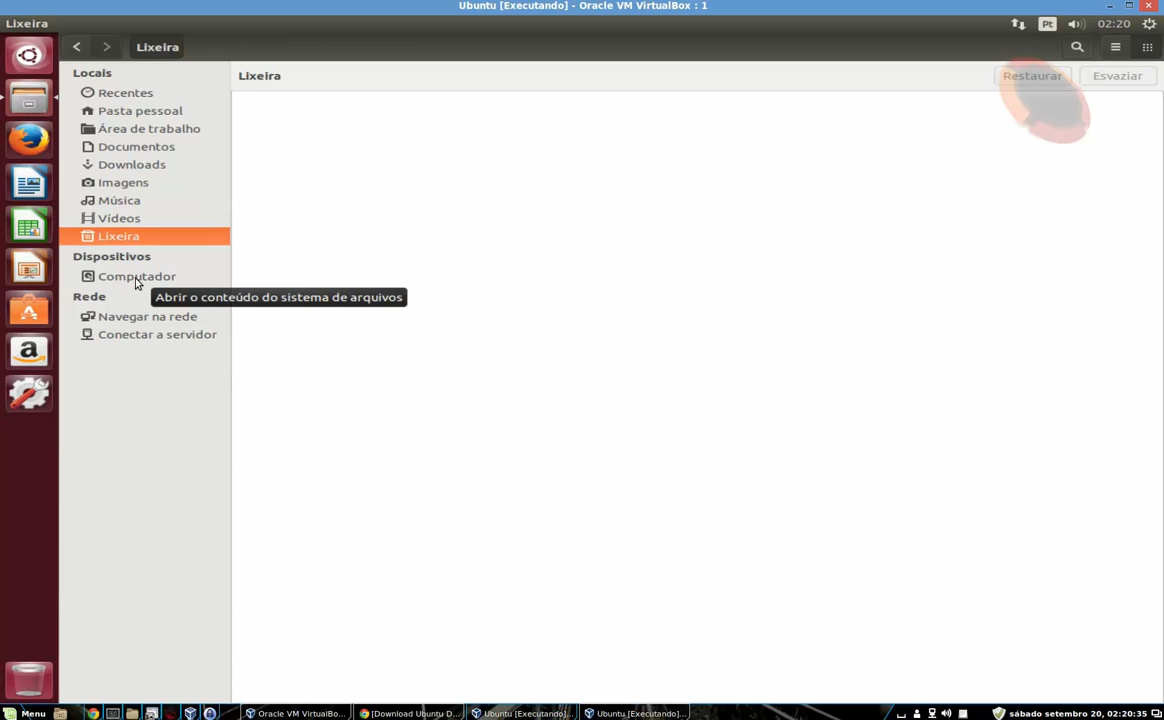 Ubuntu [Executando] - Oracle VM VirtualBox : 1
Lixeira
Pt
02:20
Lixeira
Locais
Lixeira
Restaurar
Esvaziar
Recentes
Pasta pessoal
Área de trabalho
Documentos
Downloads
Imagens
Música
Vídeos
Lixeira
Dispositivos
Computador
Rede
Abrir o conteúdo do sistema de arquivos
Navegar na rede
Conectar a servidor
a
Menu
Oracle VM VirtualBo...
[Download Ubuntu D...
Ubuntu [Executando]...
Ubuntu [Executando]...
sábado setembro 20, 02:20:35